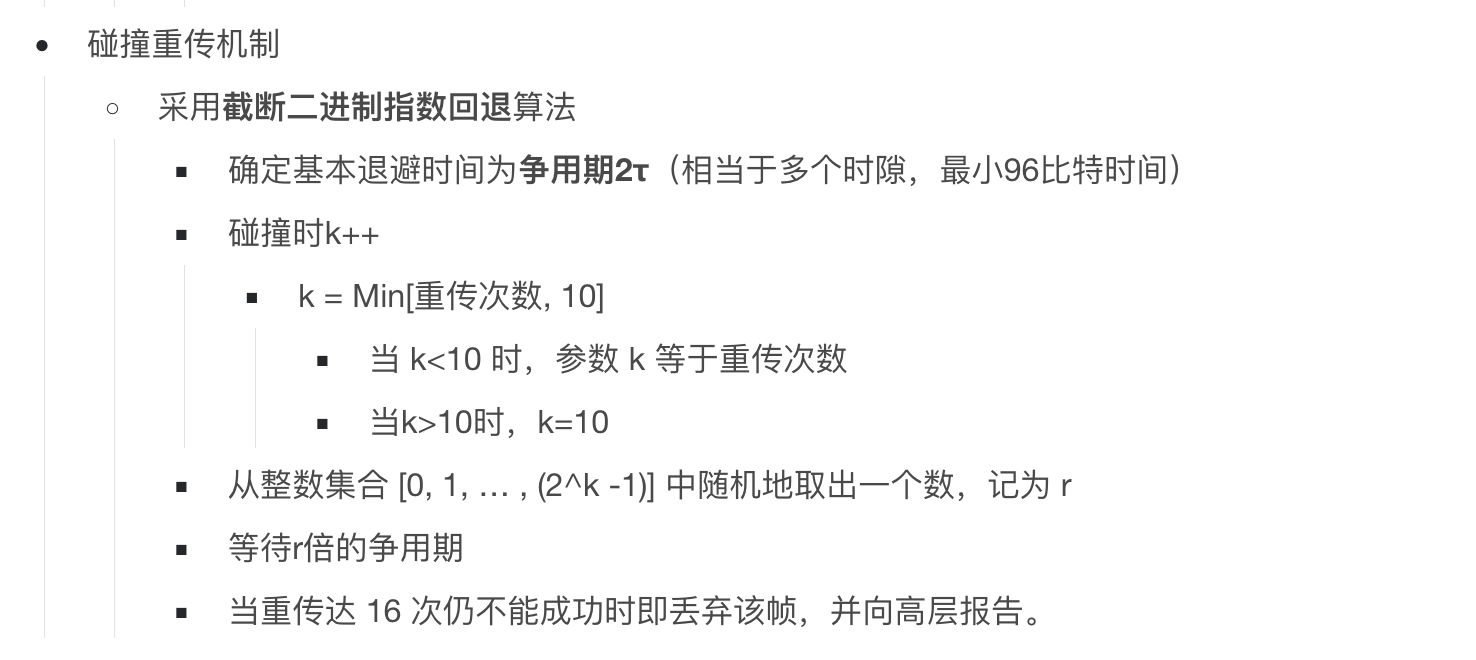 碰撞重传机制
采用截断二进制指数回退算法
确定基本退避时间为争用期2τ（相当于多个时隙，最小96比特时间）
碰撞时k++
k = Min[重传次数, 10]
当 k<10 时，参数 k 等于重传次数
当k>10时，k=10
从整数集合 [0, 1, … , (2^k -1)] 中随机地取出一个数，记为 r
等待r倍的争用期
当重传达 16 次仍不能成功时即丢弃该帧，并向高层报告。